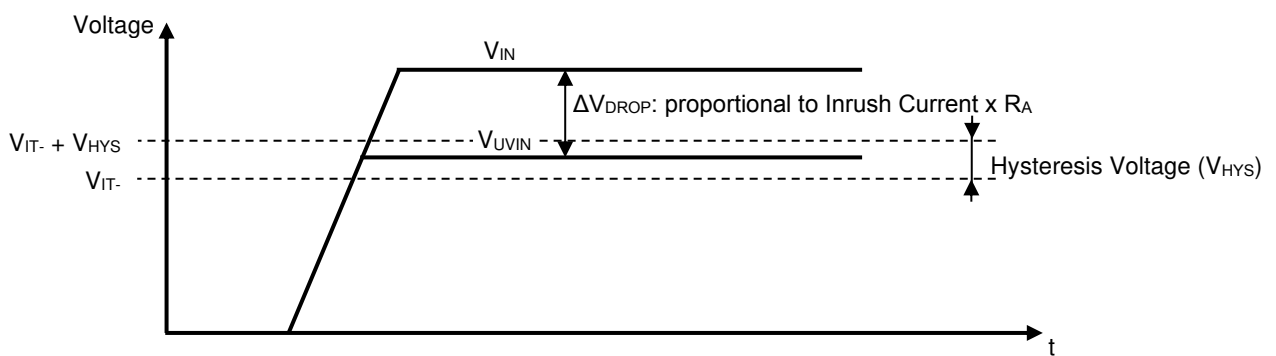 Voltage
VIN
ΔVDROP: proportional to Inrush Current x RA
VIT- + VHYS
VUVIN
VIT-
Hysteresis Voltage (VHYS)
t